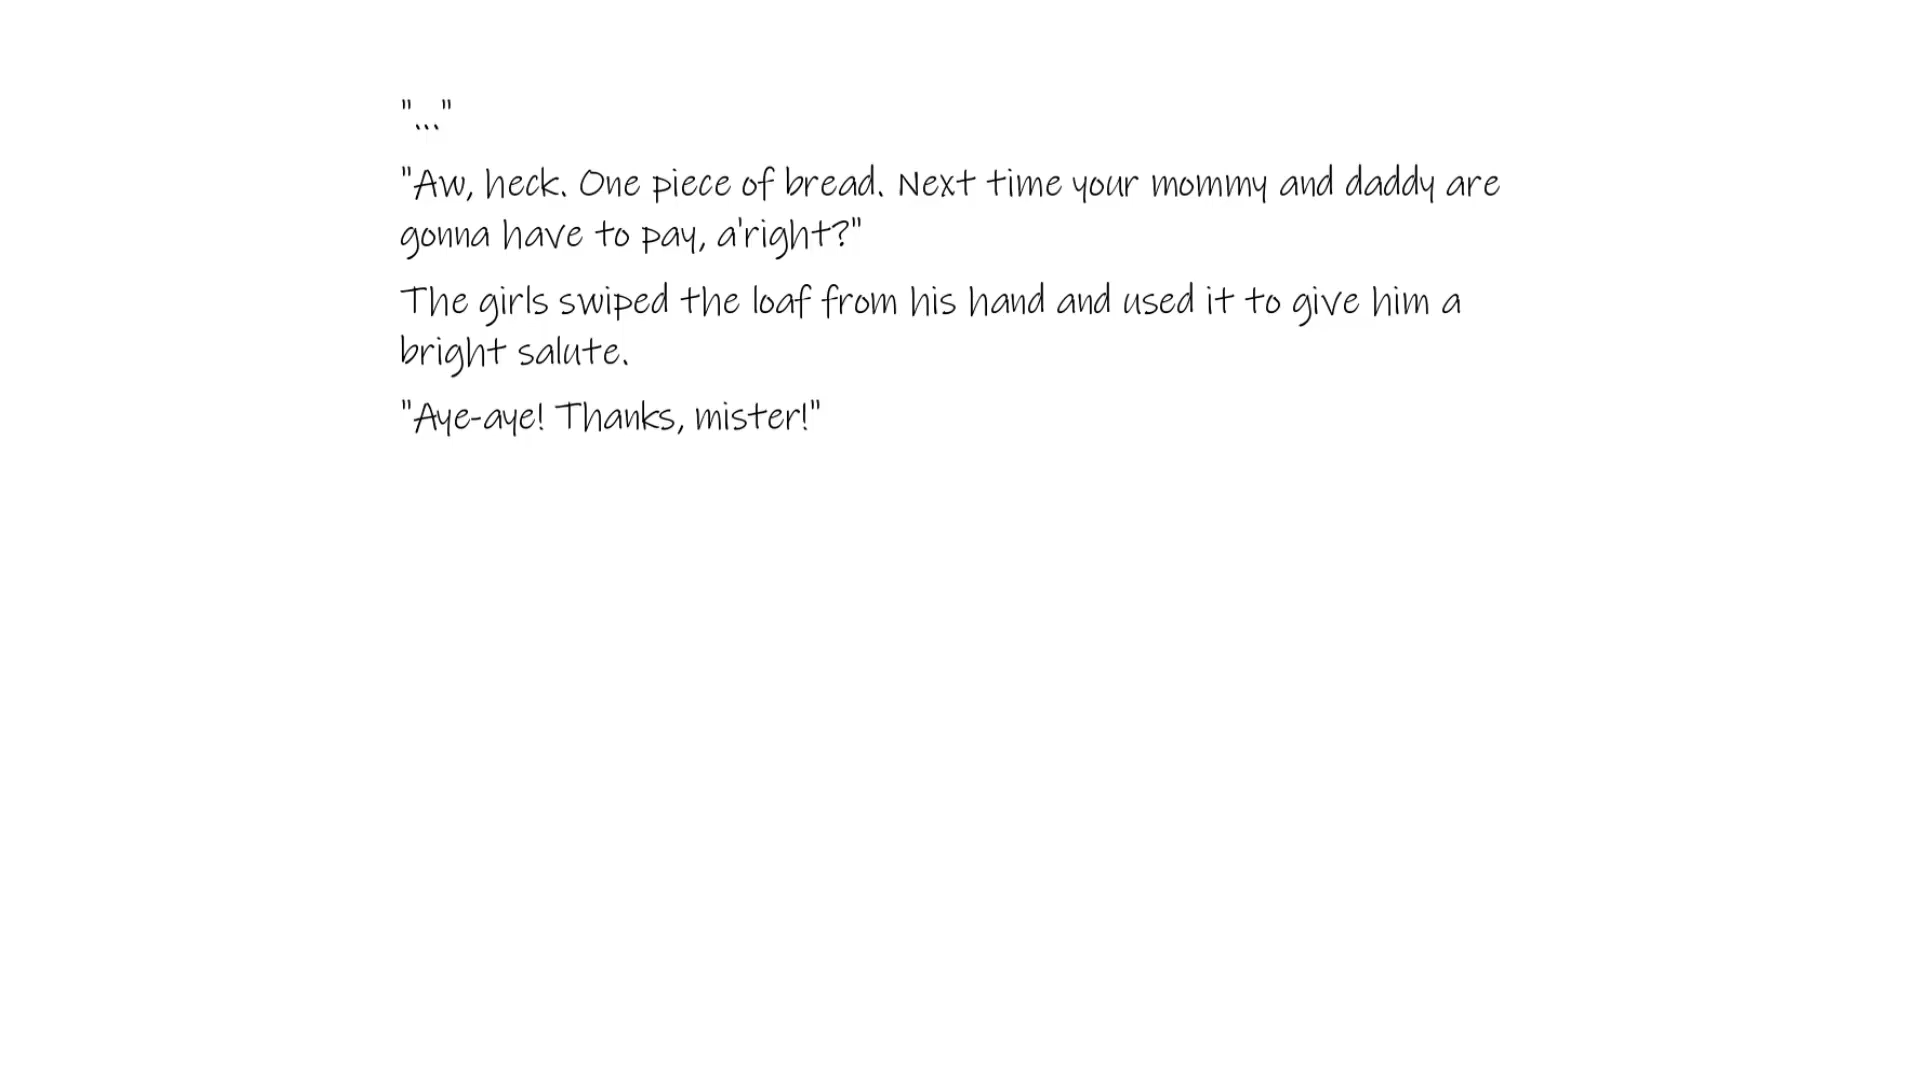 "..."
"Aw, heck. One piece of bread. Next time your mommy and daddy are
gonna have to pay, a'right?"
The girls swiped the loaf from his hand and used it to give him a
bright salute.
"Aye-aye! Thanks, mister!"